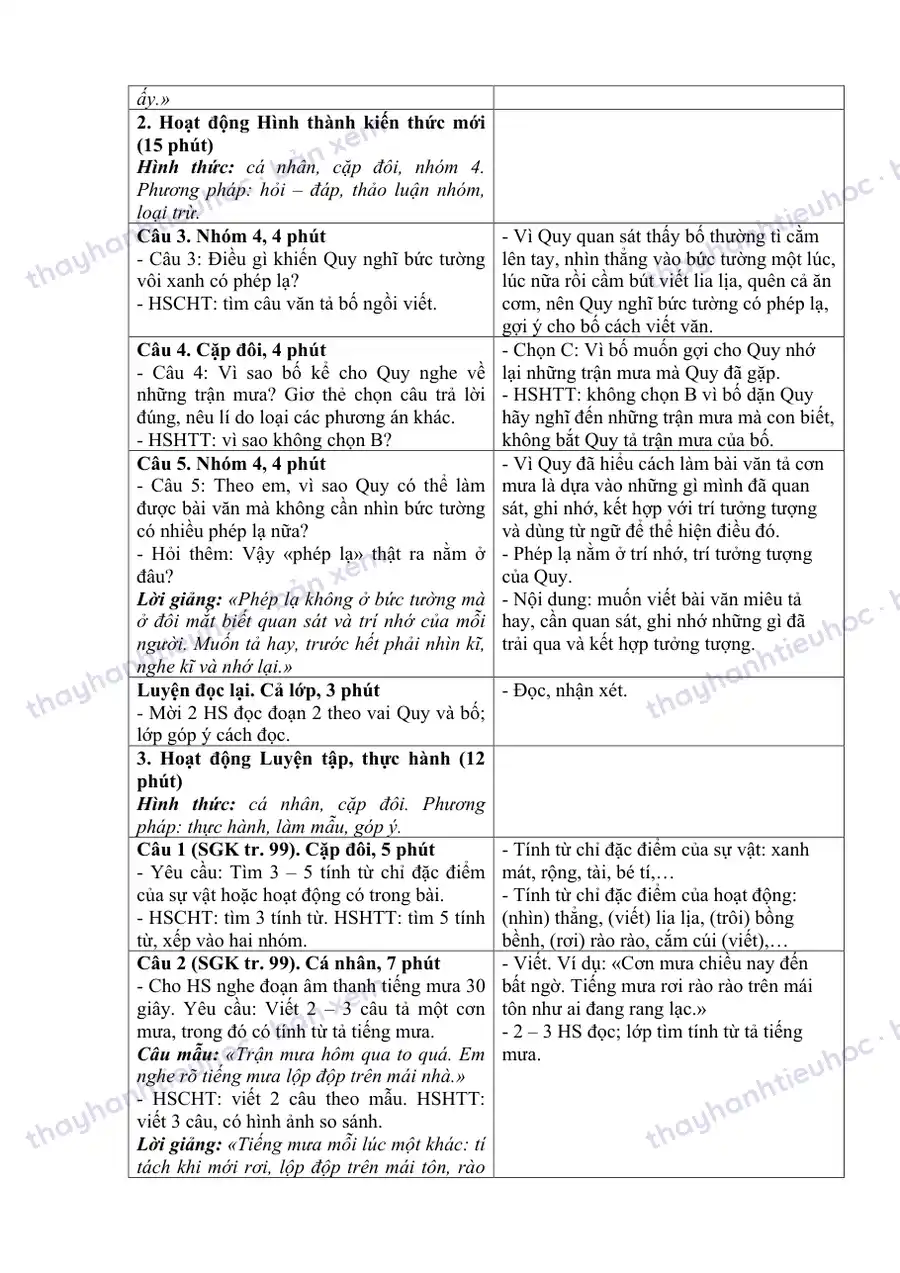 ấy.»
2. Hoạt động Hình thành kiến thức mới
(15 phút)
Hình thức: cá nhân, cặp đôi, nhóm 4.
Phương pháp: hỏi – đáp, thảo luận nhóm,
loại trừ.
Câu 3. Nhóm 4, 4 phút
- Câu 3: Điều gì khiến Quy nghĩ bức tường
vôi xanh có phép lạ?
- HSCHT: tìm câu văn tả bố ngồi viết.
- Vì Quy quan sát thấy bố thường tì cằm
lên tay, nhìn thẳng vào bức tường một lúc,
lúc nữa rồi cầm bút viết lia lịa, quên cả ăn
cơm, nên Quy nghĩ bức tường có phép lạ,
gợi ý cho bố cách viết văn.
Câu 4. Cặp đôi, 4 phút
- Câu 4: Vì sao bố kể cho Quy nghe về
những trận mưa? Giơ thẻ chọn câu trả lời
đúng, nêu lí do loại các phương án khác.
- HSHTT: vì sao không chọn B?
- Chọn C: Vì bố muốn gợi cho Quy nhớ
lại những trận mưa mà Quy đã gặp.
- HSHTT: không chọn B vì bố dặn Quy
hãy nghĩ đến những trận mưa mà con biết,
không bắt Quy tả trận mưa của bố.
Câu 5. Nhóm 4, 4 phút
- Câu 5: Theo em, vì sao Quy có thể làm
được bài văn mà không cần nhìn bức tường
có nhiều phép lạ nữa?
- Hỏi thêm: Vậy «phép lạ» thật ra nằm ở
đâu?
Lời giảng: «Phép lạ không ở bức tường mà
ở đôi mắt biết quan sát và trí nhớ của mỗi
người. Muốn tả hay, trước hết phải nhìn kĩ,
nghe kĩ và nhớ lại.»
- Vì Quy đã hiểu cách làm bài văn tả cơn
mưa là dựa vào những gì mình đã quan
sát, ghi nhớ, kết hợp với trí tưởng tượng
và dùng từ ngữ để thể hiện điều đó.
- Phép lạ nằm ở trí nhớ, trí tưởng tượng
của Quy.
- Nội dung: muốn viết bài văn miêu tả
hay, cần quan sát, ghi nhớ những gì đã
trải qua và kết hợp tưởng tượng.
Luyện đọc lại. Cả lớp, 3 phút
- Mời 2 HS đọc đoạn 2 theo vai Quy và bố;
lớp góp ý cách đọc.
- Đọc, nhận xét.
3. Hoạt động Luyện tập, thực hành (12
phút)
Hình thức: cá nhân, cặp đôi. Phương
pháp: thực hành, làm mẫu, góp ý.
Câu 1 (SGK tr. 99). Cặp đôi, 5 phút
- Yêu cầu: Tìm 3 – 5 tính từ chỉ đặc điểm
của sự vật hoặc hoạt động có trong bài.
- HSCHT: tìm 3 tính từ. HSHTT: tìm 5 tính
từ, xếp vào hai nhóm.
- Tính từ chỉ đặc điểm của sự vật: xanh
mát, rộng, tài, bé tí,…
- Tính từ chỉ đặc điểm của hoạt động:
(nhìn) thẳng, (viết) lia lịa, (trôi) bồng
bềnh, (rơi) rào rào, cắm cúi (viết),…
Câu 2 (SGK tr. 99). Cá nhân, 7 phút
- Cho HS nghe đoạn âm thanh tiếng mưa 30
giây. Yêu cầu: Viết 2 – 3 câu tả một cơn
mưa, trong đó có tính từ tả tiếng mưa.
Câu mẫu: «Trận mưa hôm qua to quá. Em
nghe rõ tiếng mưa lộp độp trên mái nhà.»
- HSCHT: viết 2 câu theo mẫu. HSHTT:
viết 3 câu, có hình ảnh so sánh.
Lời giảng: «Tiếng mưa mỗi lúc một khác: tí
tách khi mới rơi, lộp độp trên mái tôn, rào
- Viết. Ví dụ: «Cơn mưa chiều nay đến
bất ngờ. Tiếng mưa rơi rào rào trên mái
tôn như ai đang rang lạc.»
- 2 – 3 HS đọc; lớp tìm tính từ tả tiếng
mưa.
thayhanhtieuhoc · bản xem
thayhanhtieuhoc · b
thayhanhtieuhoc · bản xem
thayhanhtieuhoc · b
thayhanhtieuhoc · bản xem
thayhanhtieuhoc · b